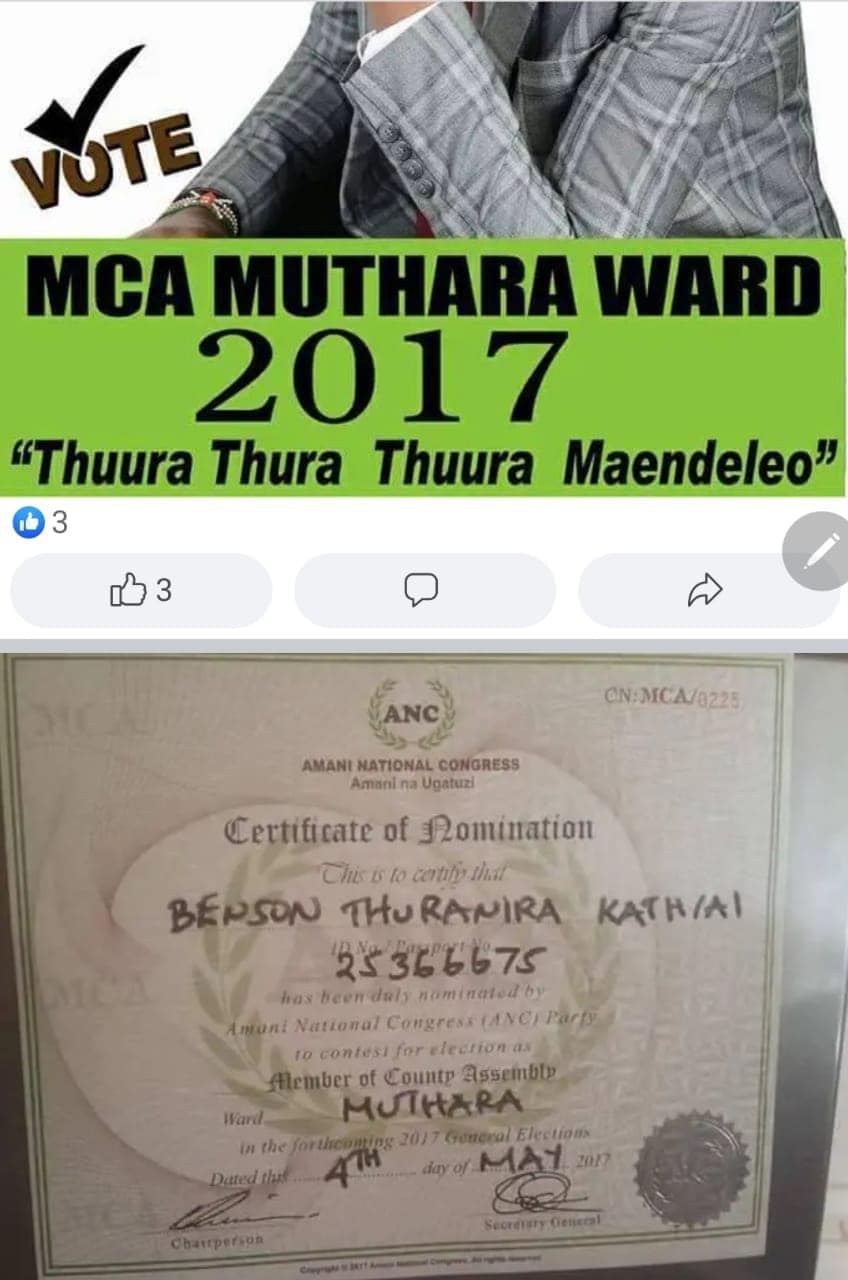 VOTE
MCA MUTHARA WARD
2017
“Thuura Thura Thuura Maendeleo”
3
3
CN:MCA/0225
ANC
AMANI NATIONAL CONGRESS
Amani na Ugatuzi
Certificate of Nomination
This is to certify that
BENSON THURANIRA KATHIAI
ID No./Passport No
25366675
has been duly nominated by
Amani National Congress (ANC) Party
to contest for election as
Member of County Assembly
Ward MUTHARA
in the forthcoming 2017 General Elections
Dated this 4TH day of MAY 2017
Chairperson
Secretary General
MCA
MCA
MCA